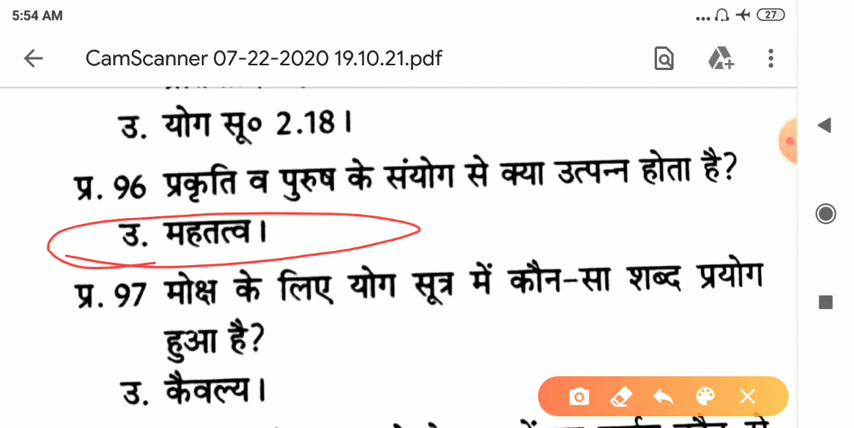 5:54 AM
27
CamScanner 07-22-2020 19.10.21.pdf
उ. योग सू० 2.18।
प्र. 96 प्रकृति व पुरुष के संयोग से क्या उत्पन्न होता है?
उ. महतत्व।
प्र. 97 मोक्ष के लिए योग सूत्र में कौन-सा शब्द प्रयोग
हुआ है?
उ. कैवल्य।